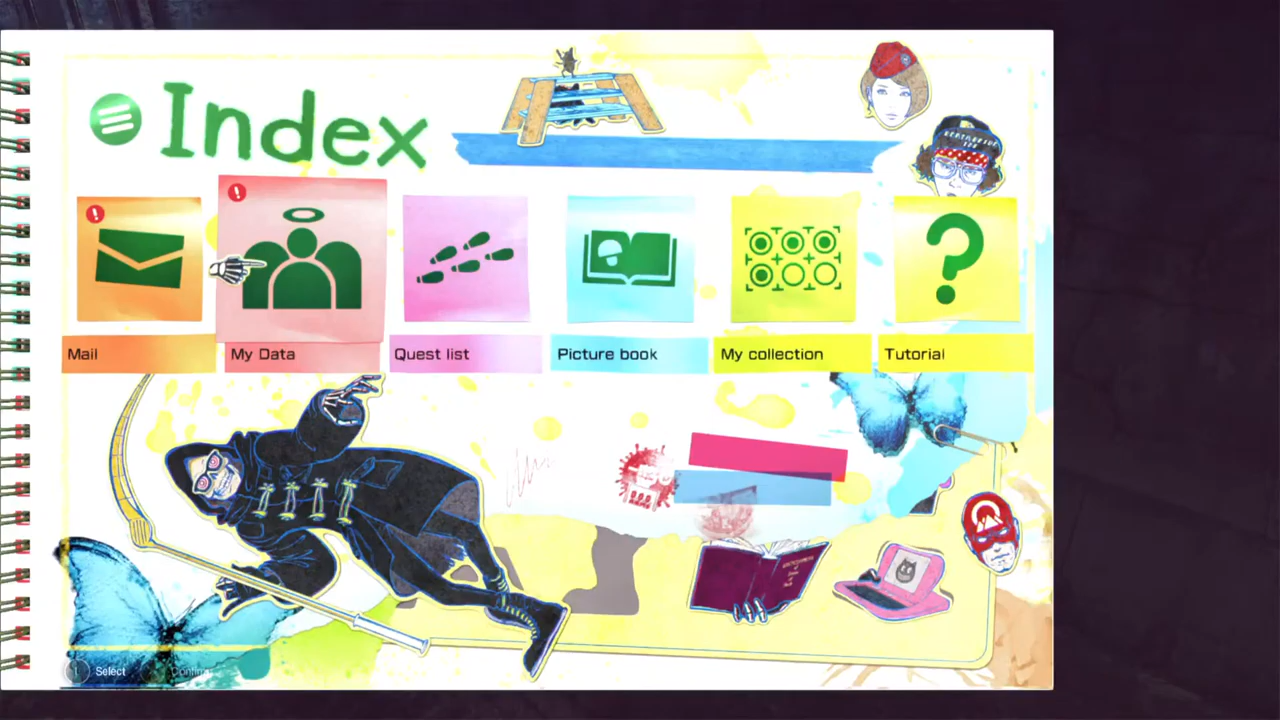 Index
Mail
My Data
Quest list
Picture book
My collection
?
Tutorial
Select